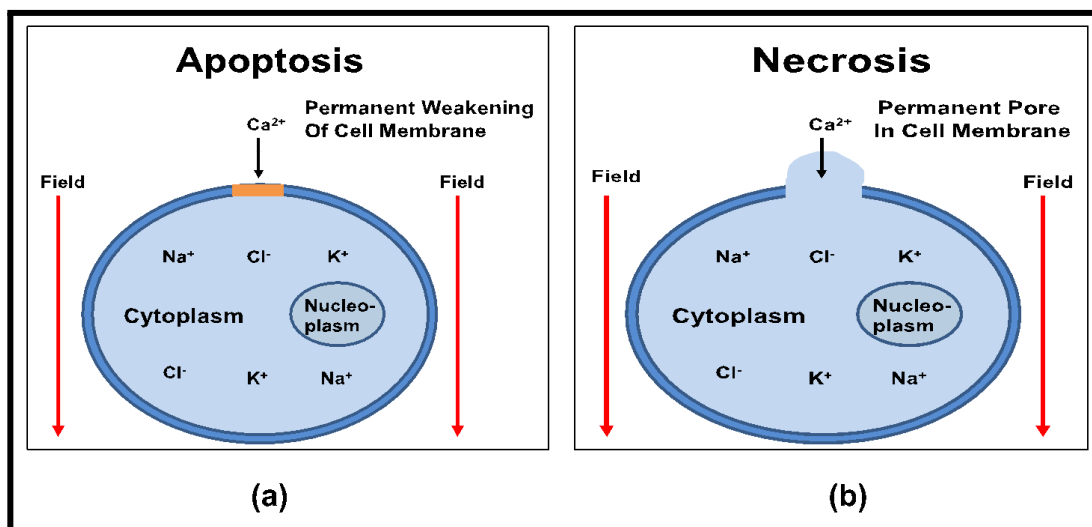 Apoptosis
Permanent Weakening
Of Cell Membrane
Ca²⁺
Field
Field
Na⁺ Cl⁻ K⁺
Cytoplasm
Nucleo-
plasm
Cl⁻ K⁺ Na⁺
(a)
Necrosis
Permanent Pore
In Cell Membrane
Ca²⁺
Field
Field
Na⁺ Cl⁻ K⁺
Cytoplasm
Nucleo-
plasm
Cl⁻ K⁺ Na⁺
(b)